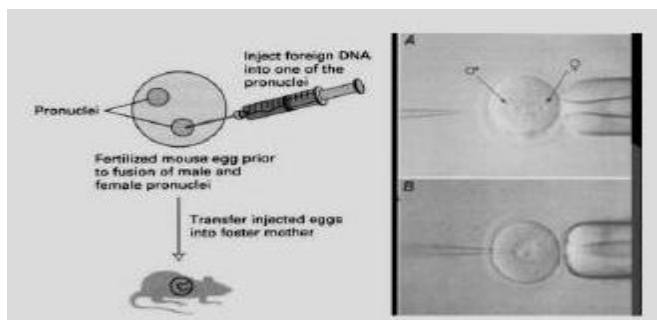 Inject foreign DNA
into one of the
pronuclei
Pronuclei
Fertilized mouse egg prior
to fusion of male and
female pronuclei
Transfer injected eggs
into foster mother
A
♂ ♀
B